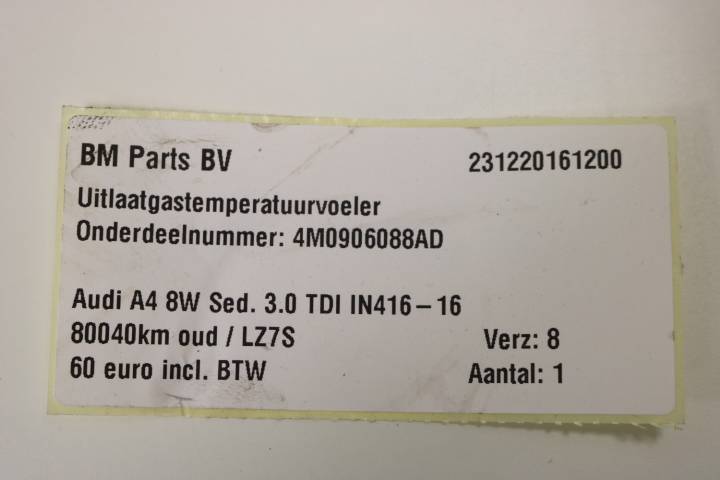 BM Parts BV 231220161200
Uitlaatgastemperatuurvoeler
Onderdeelnummer: 4M0906088AD
Audi A4 8W Sed. 3.0 TDI IN416-16
80040km oud / LZ7S Verz: 8
60 euro incl. BTW Aantal: 1